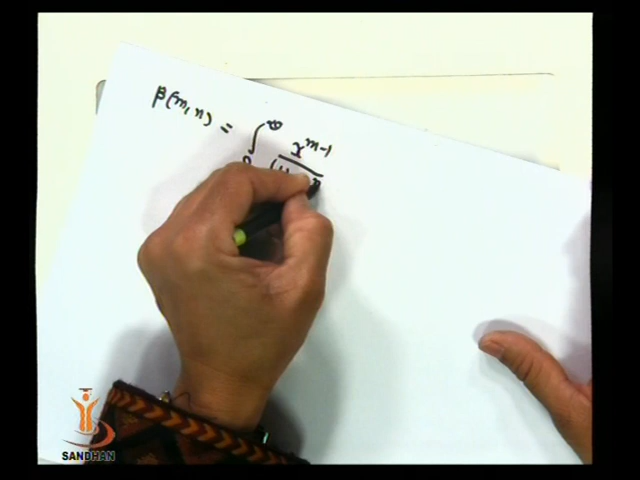 β(m,n) = ∫₀^∞ x^{m-1} / (1
SANDHAN